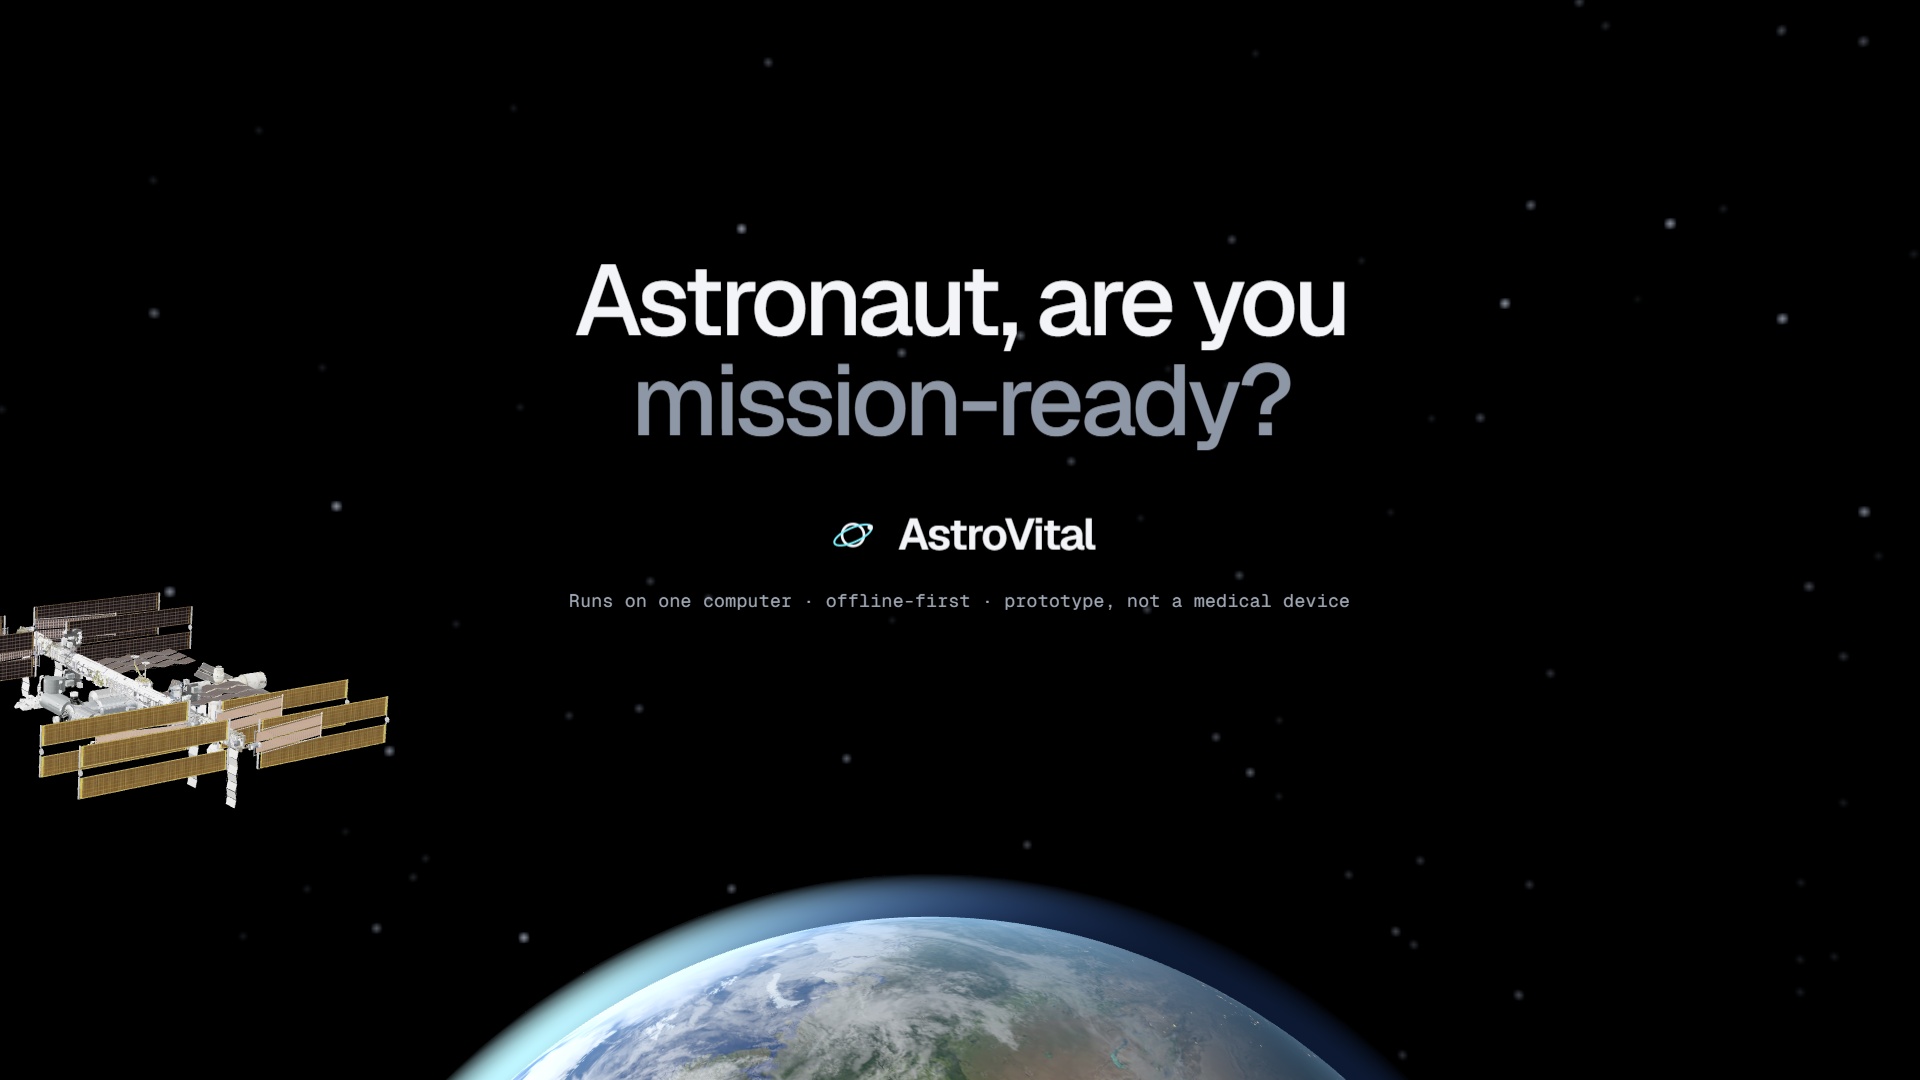 Astronaut, are you
mission-ready?
AstroVital
Runs on one computer · offline-first · prototype, not a medical device